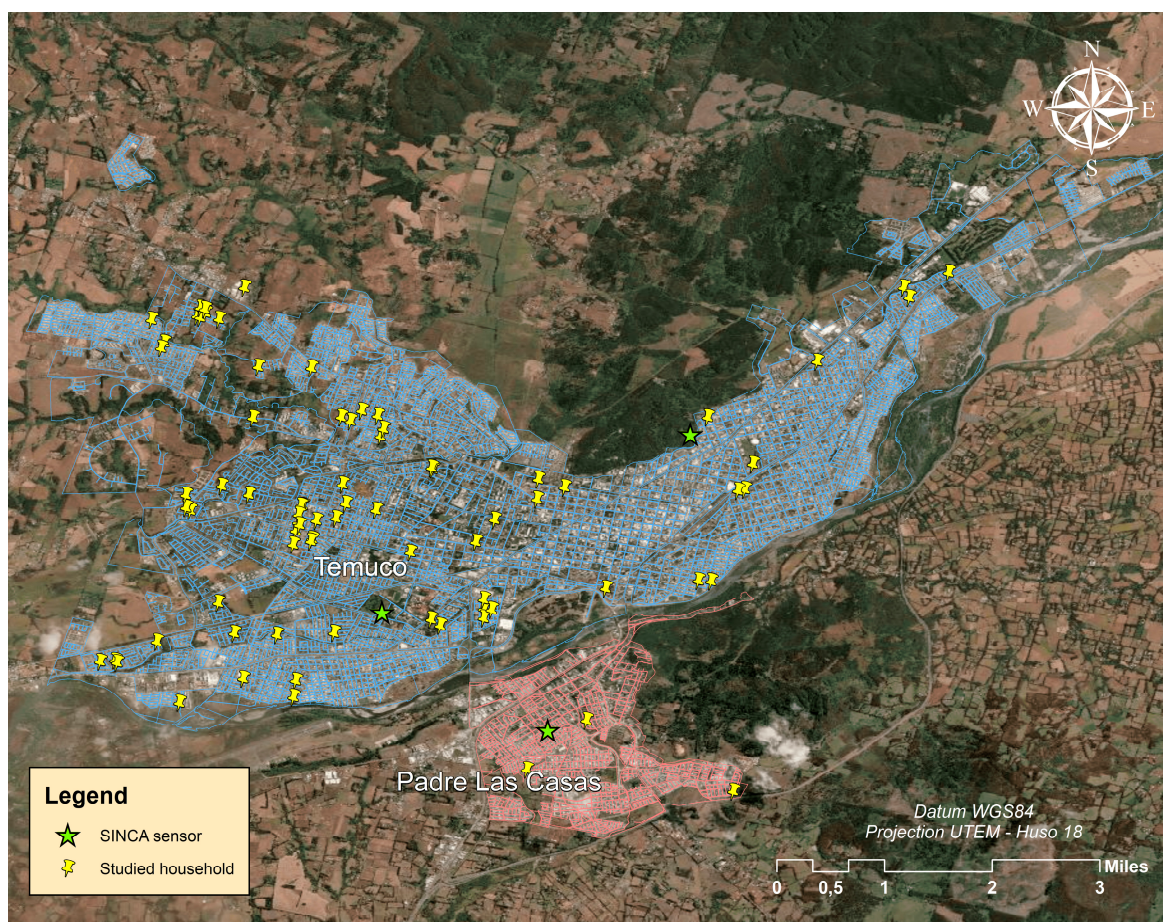 N
W
E
S
Temuco
Padre Las Casas
Legend
SINCA sensor
Studied household
Datum WGS84
Projection UTEM - Huso 18
Miles
0 0,5 1 2 3